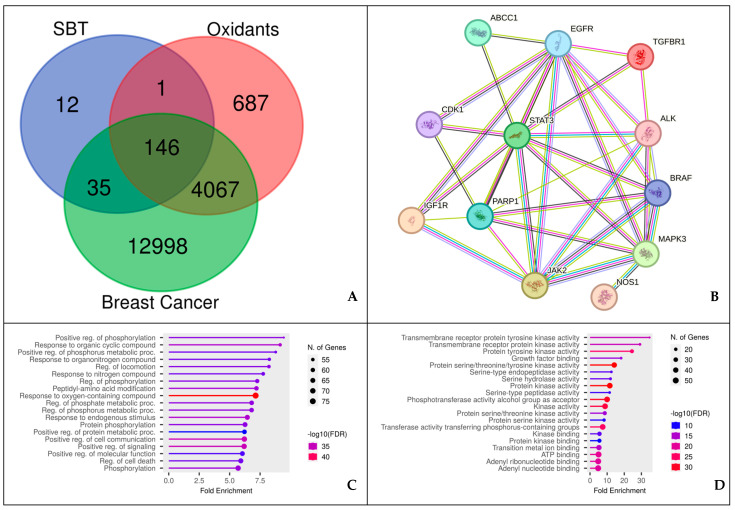 SBT
Oxidants
12
1
687
146
35
4067
12998
Breast Cancer
A
ABCC1
EGFR
TGFBR1
CDK1
STAT3
ALK
BRAF
IGF1R
PARP1
MAPK3
JAK2
NOS1
B
Positive reg. of phosphorylation
Response to organic cyclic compound
Positive reg. of phosphorus metabolic proc.
Response to organonitrogen compound
Reg. of locomotion
Response to nitrogen compound
Reg. of phosphorylation
Peptidyl-amino acid modification
Response to oxygen-containing compound
Reg. of phosphate metabolic proc.
Reg. of phosphorus metabolic proc.
Response to endogenous stimulus
Protein phosphorylation
Positive reg. of protein metabolic proc.
Positive reg. of cell communication
Positive reg. of signaling
Positive reg. of molecular function
Reg. of cell death
Phosphorylation
0.0 2.5 5.0 7.5
Fold Enrichment
N. of Genes
55
60
65
70
75
-log10(FDR)
35
40
C
Transmembrane receptor protein tyrosine kinase activity
Transmembrane receptor protein kinase activity
Protein tyrosine kinase activity
Growth factor binding
Protein serine/threonine/tyrosine kinase activity
Serine-type endopeptidase activity
Serine hydrolase activity
Protein kinase activity
Serine-type peptidase activity
Phosphotransferase activity alcohol group as acceptor
Kinase activity
Protein serine/threonine kinase activity
Protein serine kinase activity
Transferase activity transferring phosphorus-containing groups
Kinase binding
Protein kinase binding
Transition metal ion binding
ATP binding
Adenyl ribonucleotide binding
Adenyl nucleotide binding
0 10 20 30
Fold Enrichment
N. of Genes
20
30
40
50
-log10(FDR)
10
15
20
25
30
D